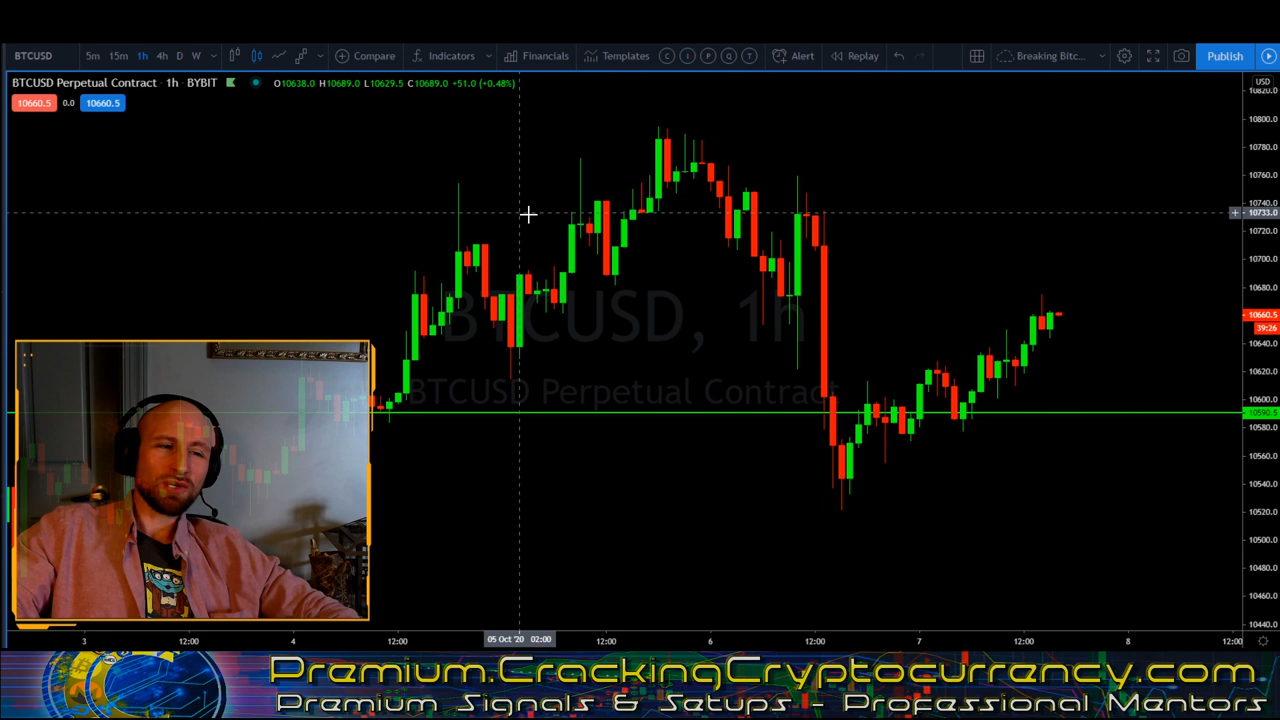 BTCUSD 5m 15m 1h 4h D W Compare Indicators Financials Templates Alert Replay Breaking Bitc... Publish
BTCUSD Perpetual Contract · 1h · BYBIT O10638.0 H10689.0 L10629.5 C10689.0 +51.0 (+0.48%)
USD
10660.5 0.0 10660.5
10820.0
10800.0
10780.0
10760.0
10740.0
10733.0
10720.0
10700.0
10680.0
10660.5
39:26
10640.0
10620.0
10600.0
10590.5
10580.0
10560.0
10540.0
10520.0
10500.0
10480.0
10460.0
10440.0
BTCUSD, 1h
BTCUSD Perpetual Contract
3 12:00 4 12:00 05 Oct '20 02:00 12:00 6 12:00 7 12:00 8 12:00
Premium.CrackingCryptocurrency.com
Premium Signals & Setups - Professional Mentors